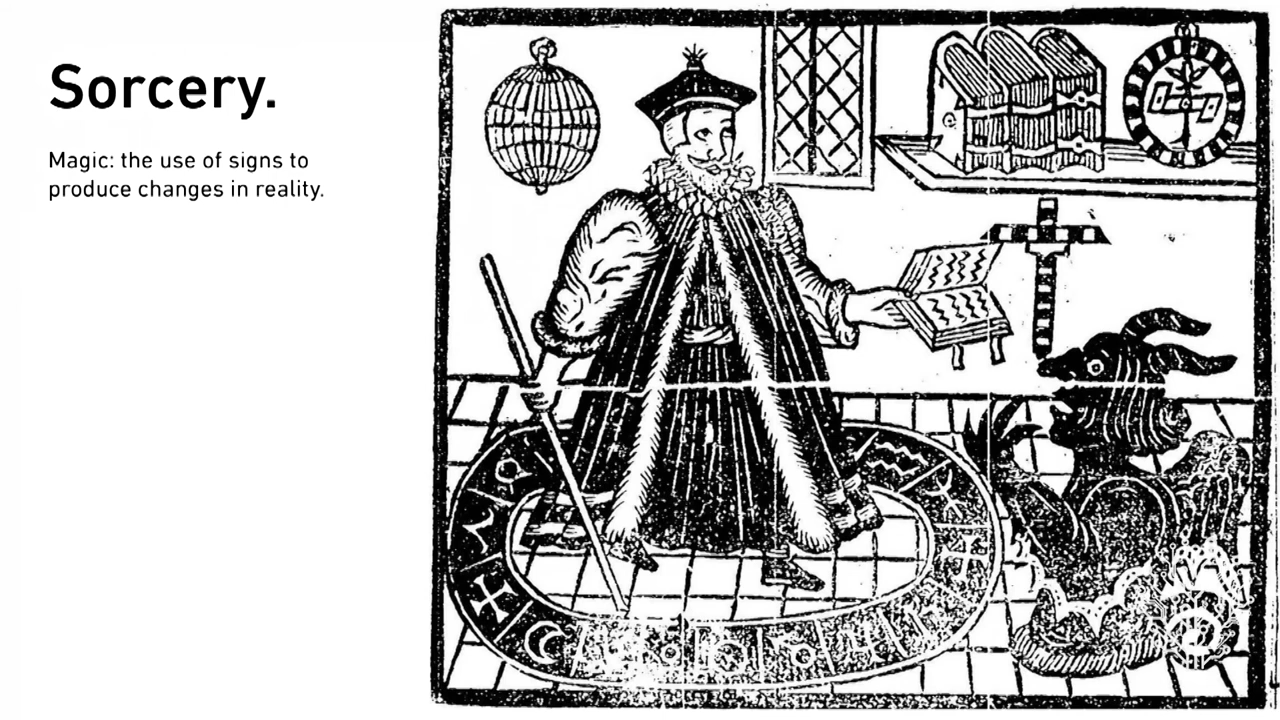 Sorcery.
Magic: the use of signs to
produce changes in reality.